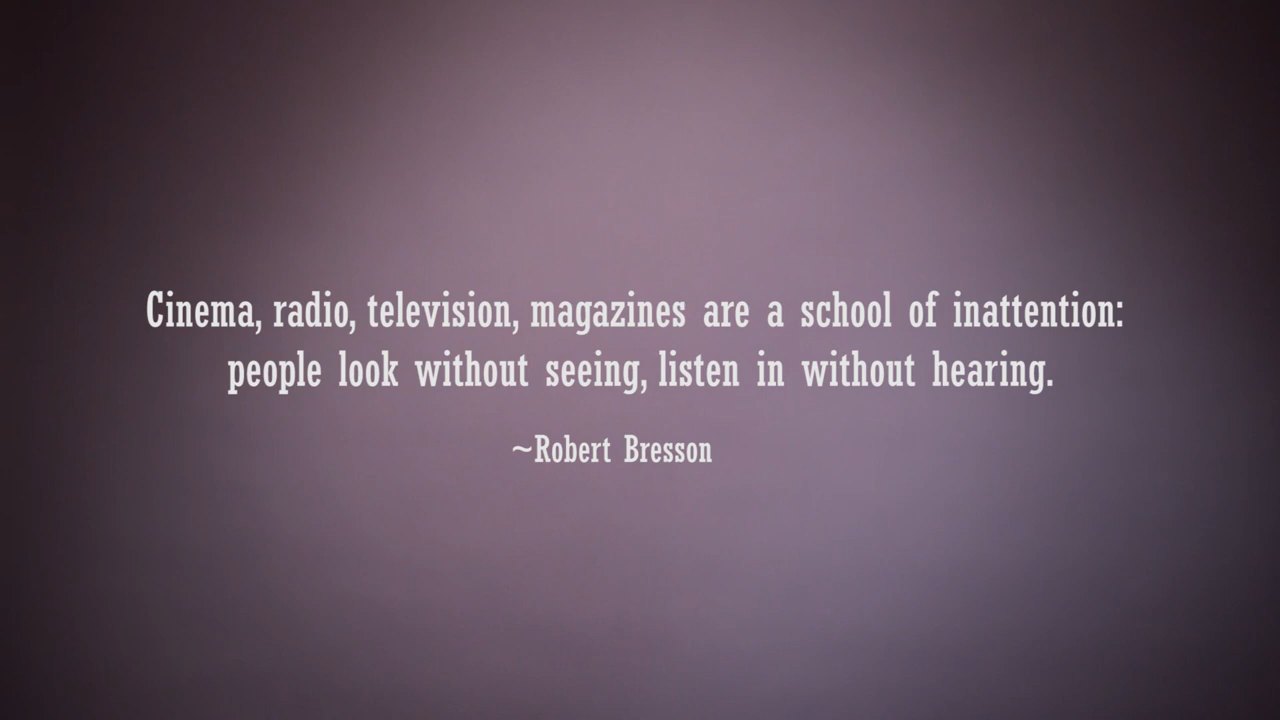 Cinema, radio, television, magazines are a school of inattention:
people look without seeing, listen in without hearing.
~Robert Bresson